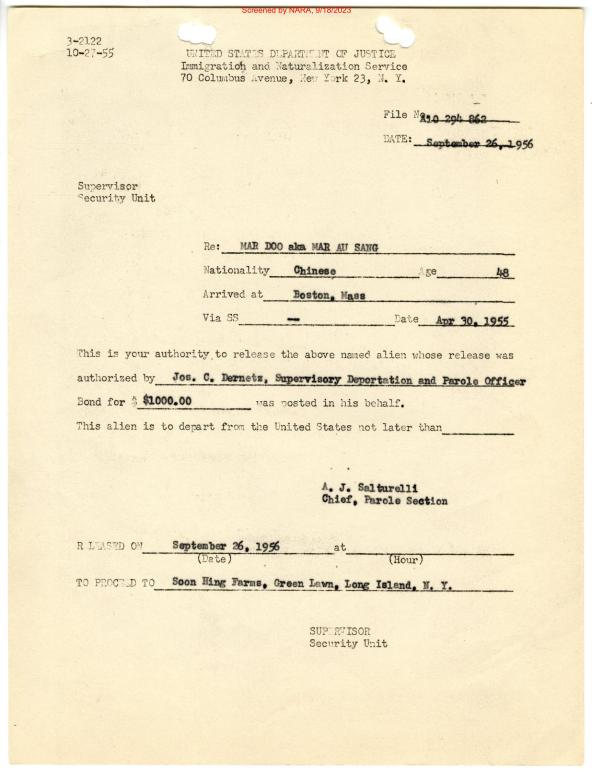 Screened by NARA, 9/18/2023
3-2122
10-27-55
UNITED STATES DEPARTMENT OF JUSTICE
Immigration and Naturalization Service
70 Columbus Avenue, New York 23, N. Y.
File No. A10 294 862
DATE: September 26, 1956
Supervisor
Security Unit
Re: MAR DOO aka MAR AU SANG
Nationality Chinese Age 48
Arrived at Boston, Mass
Via SS — Date Apr 30, 1955
This is your authority to release the above named alien whose release was
authorized by Jos. C. Dernetz, Supervisory Deportation and Parole Officer
Bond for $ $1000.00 was posted in his behalf.
This alien is to depart from the United States not later than
A. J. Salturelli
Chief, Parole Section
RELEASED ON September 26, 1956 at
(Date) (Hour)
TO PROCEED TO Soon Hing Farms, Green Lawn, Long Island, N. Y.
SUPERVISOR
Security Unit